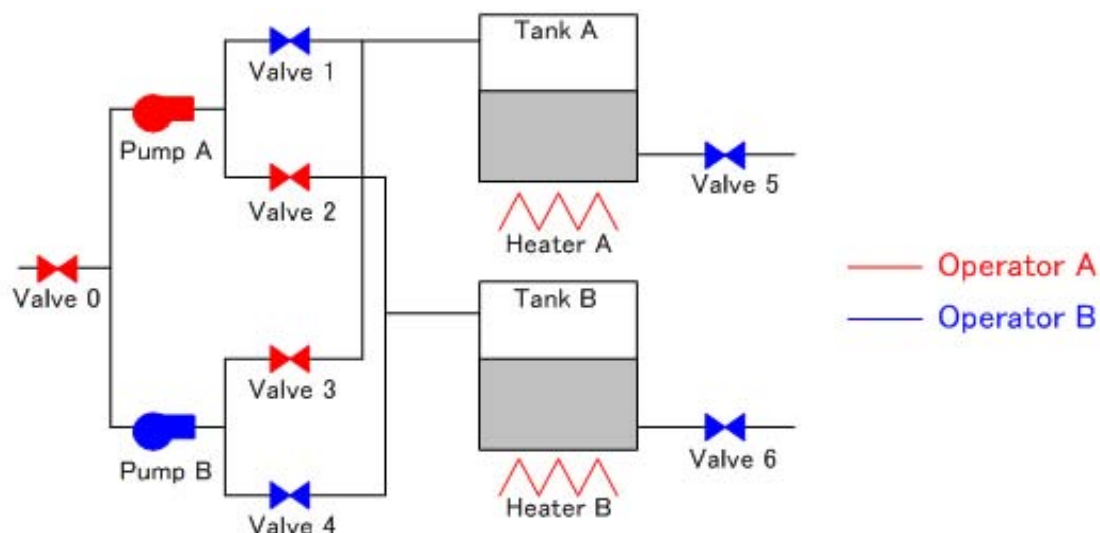 Tank A
Valve 1
Pump A
Valve 2
Valve 5
Heater A
Valve 0
Operator A
Tank B
Operator B
Valve 3
Pump B
Valve 6
Heater B
Valve 4